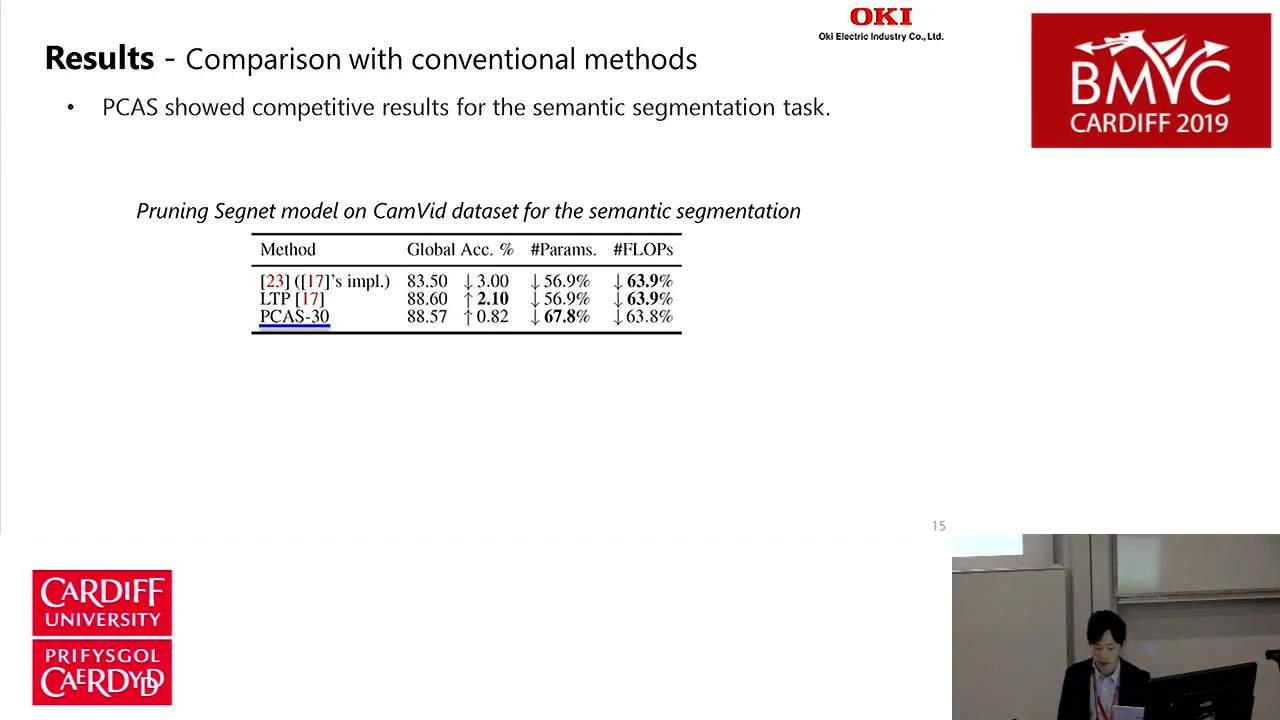 OKI
Oki Electric Industry Co., Ltd.
Results - Comparison with conventional methods
• PCAS showed competitive results for the semantic segmentation task.
BMVC
CARDIFF 2019
Pruning Segnet model on CamVid dataset for the semantic segmentation
Method Global Acc. % #Params. #FLOPs
[23] ([17]'s impl.) 83.50 ↓3.00 ↓56.9% ↓63.9%
LTP [17] 88.60 ↑2.10 ↓56.9% ↓63.9%
PCAS-30 88.57 ↑0.82 ↓67.8% ↓63.8%
15
CARDIFF
UNIVERSITY
PRIFYSGOL
CAERDYDD